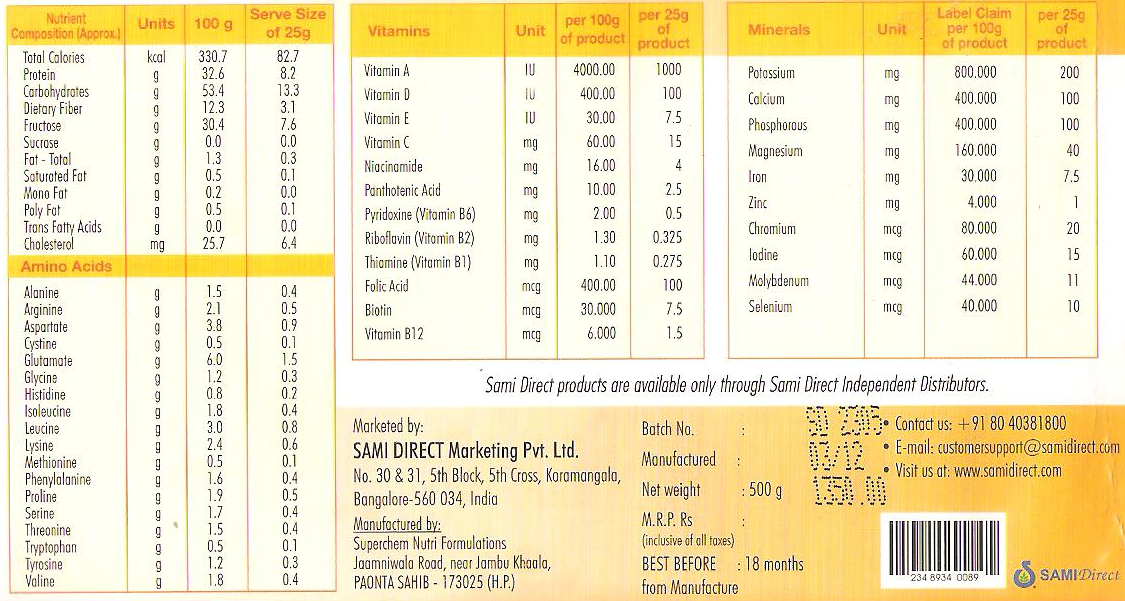 Nutrient Composition (Approx.) Units 100 g Serve Size of 25g
Total Calories kcal 330.7 82.7
Protein g 32.6 8.2
Carbohydrates g 53.4 13.3
Dietary Fiber g 12.3 3.1
Fructose g 30.4 7.6
Sucrose g 0.0 0.0
Fat - Total g 1.3 0.3
Saturated Fat g 0.5 0.1
Mono Fat g 0.2 0.0
Poly Fat g 0.5 0.1
Trans Fatty Acids g 0.0 0.0
Cholesterol mg 25.7 6.4
Amino Acids
Alanine g 1.5 0.4
Arginine g 2.1 0.5
Aspartate g 3.8 0.9
Cystine g 0.5 0.1
Glutamate g 6.0 1.5
Glycine g 1.2 0.3
Histidine g 0.8 0.2
Isoleucine g 1.8 0.4
Leucine g 3.0 0.8
Lysine g 2.4 0.6
Methionine g 0.5 0.1
Phenylalanine g 1.6 0.4
Proline g 1.9 0.5
Serine g 1.7 0.4
Threonine g 1.5 0.4
Tryptophan g 0.5 0.1
Tyrosine g 1.2 0.3
Valine g 1.8 0.4
Vitamins Unit per 100g of product per 25g of product
Vitamin A IU 4000.00 1000
Vitamin D IU 400.00 100
Vitamin E IU 30.00 7.5
Vitamin C mg 60.00 15
Niacinamide mg 16.00 4
Panthotenic Acid mg 10.00 2.5
Pyridoxine (Vitamin B6) mg 2.00 0.5
Riboflavin (Vitamin B2) mg 1.30 0.325
Thiamine (Vitamin B1) mg 1.10 0.275
Folic Acid mcg 400.00 100
Biotin mcg 30.000 7.5
Vitamin B12 mcg 6.000 1.5
Minerals Unit Label Claim per 100g of product per 25g of product
Potassium mg 800.000 200
Calcium mg 400.000 100
Phosphorous mg 400.000 100
Magnesium mg 160.000 40
Iron mg 30.000 7.5
Zinc mg 4.000 1
Chromium mcg 80.000 20
Iodine mcg 60.000 15
Molybdenum mcg 44.000 11
Selenium mcg 40.000 10
Sami Direct products are available only through Sami Direct Independent Distributors.
Marketed by:
SAMI DIRECT Marketing Pvt. Ltd.
No. 30 & 31, 5th Block, 5th Cross, Koramangala,
Bangalore-560 034, India
Manufactured by:
Superchem Nutri Formulations
Jaamniwala Road, near Jambu Khaala,
PAONTA SAHIB - 173025 (H.P.)
Batch No. :
Manufactured : 02/12
Net weight : 500 g 1350.00
M.R.P. Rs :
(inclusive of all taxes)
BEST BEFORE : 18 months
from Manufacture
• Contact us: +91 80 40381800
• E-mail: customersupport@samidirect.com
• Visit us at: www.samidirect.com
234 8934 0089
SAMIDirect